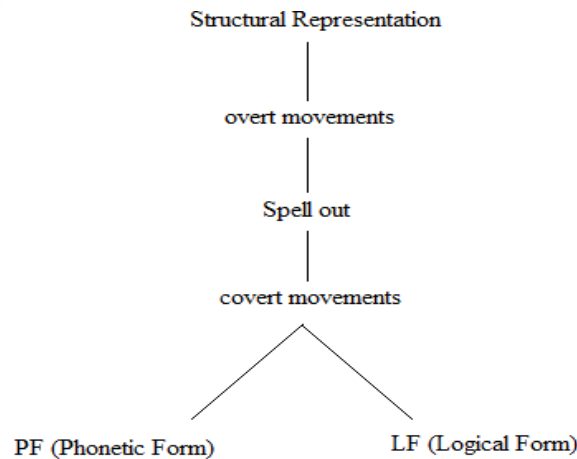 Structural Representation
overt movements
Spell out
covert movements
PF (Phonetic Form)
LF (Logical Form)